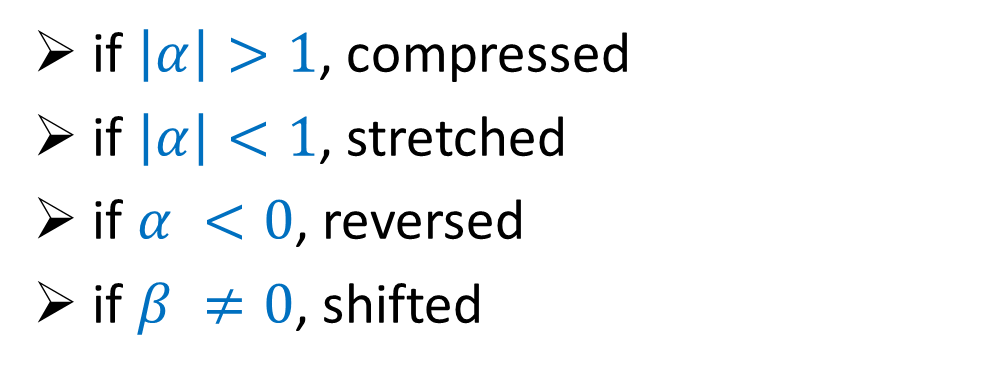 ➢ if |α| > 1, compressed
➢ if |α| < 1, stretched
➢ if α < 0, reversed
➢ if β ≠ 0, shifted